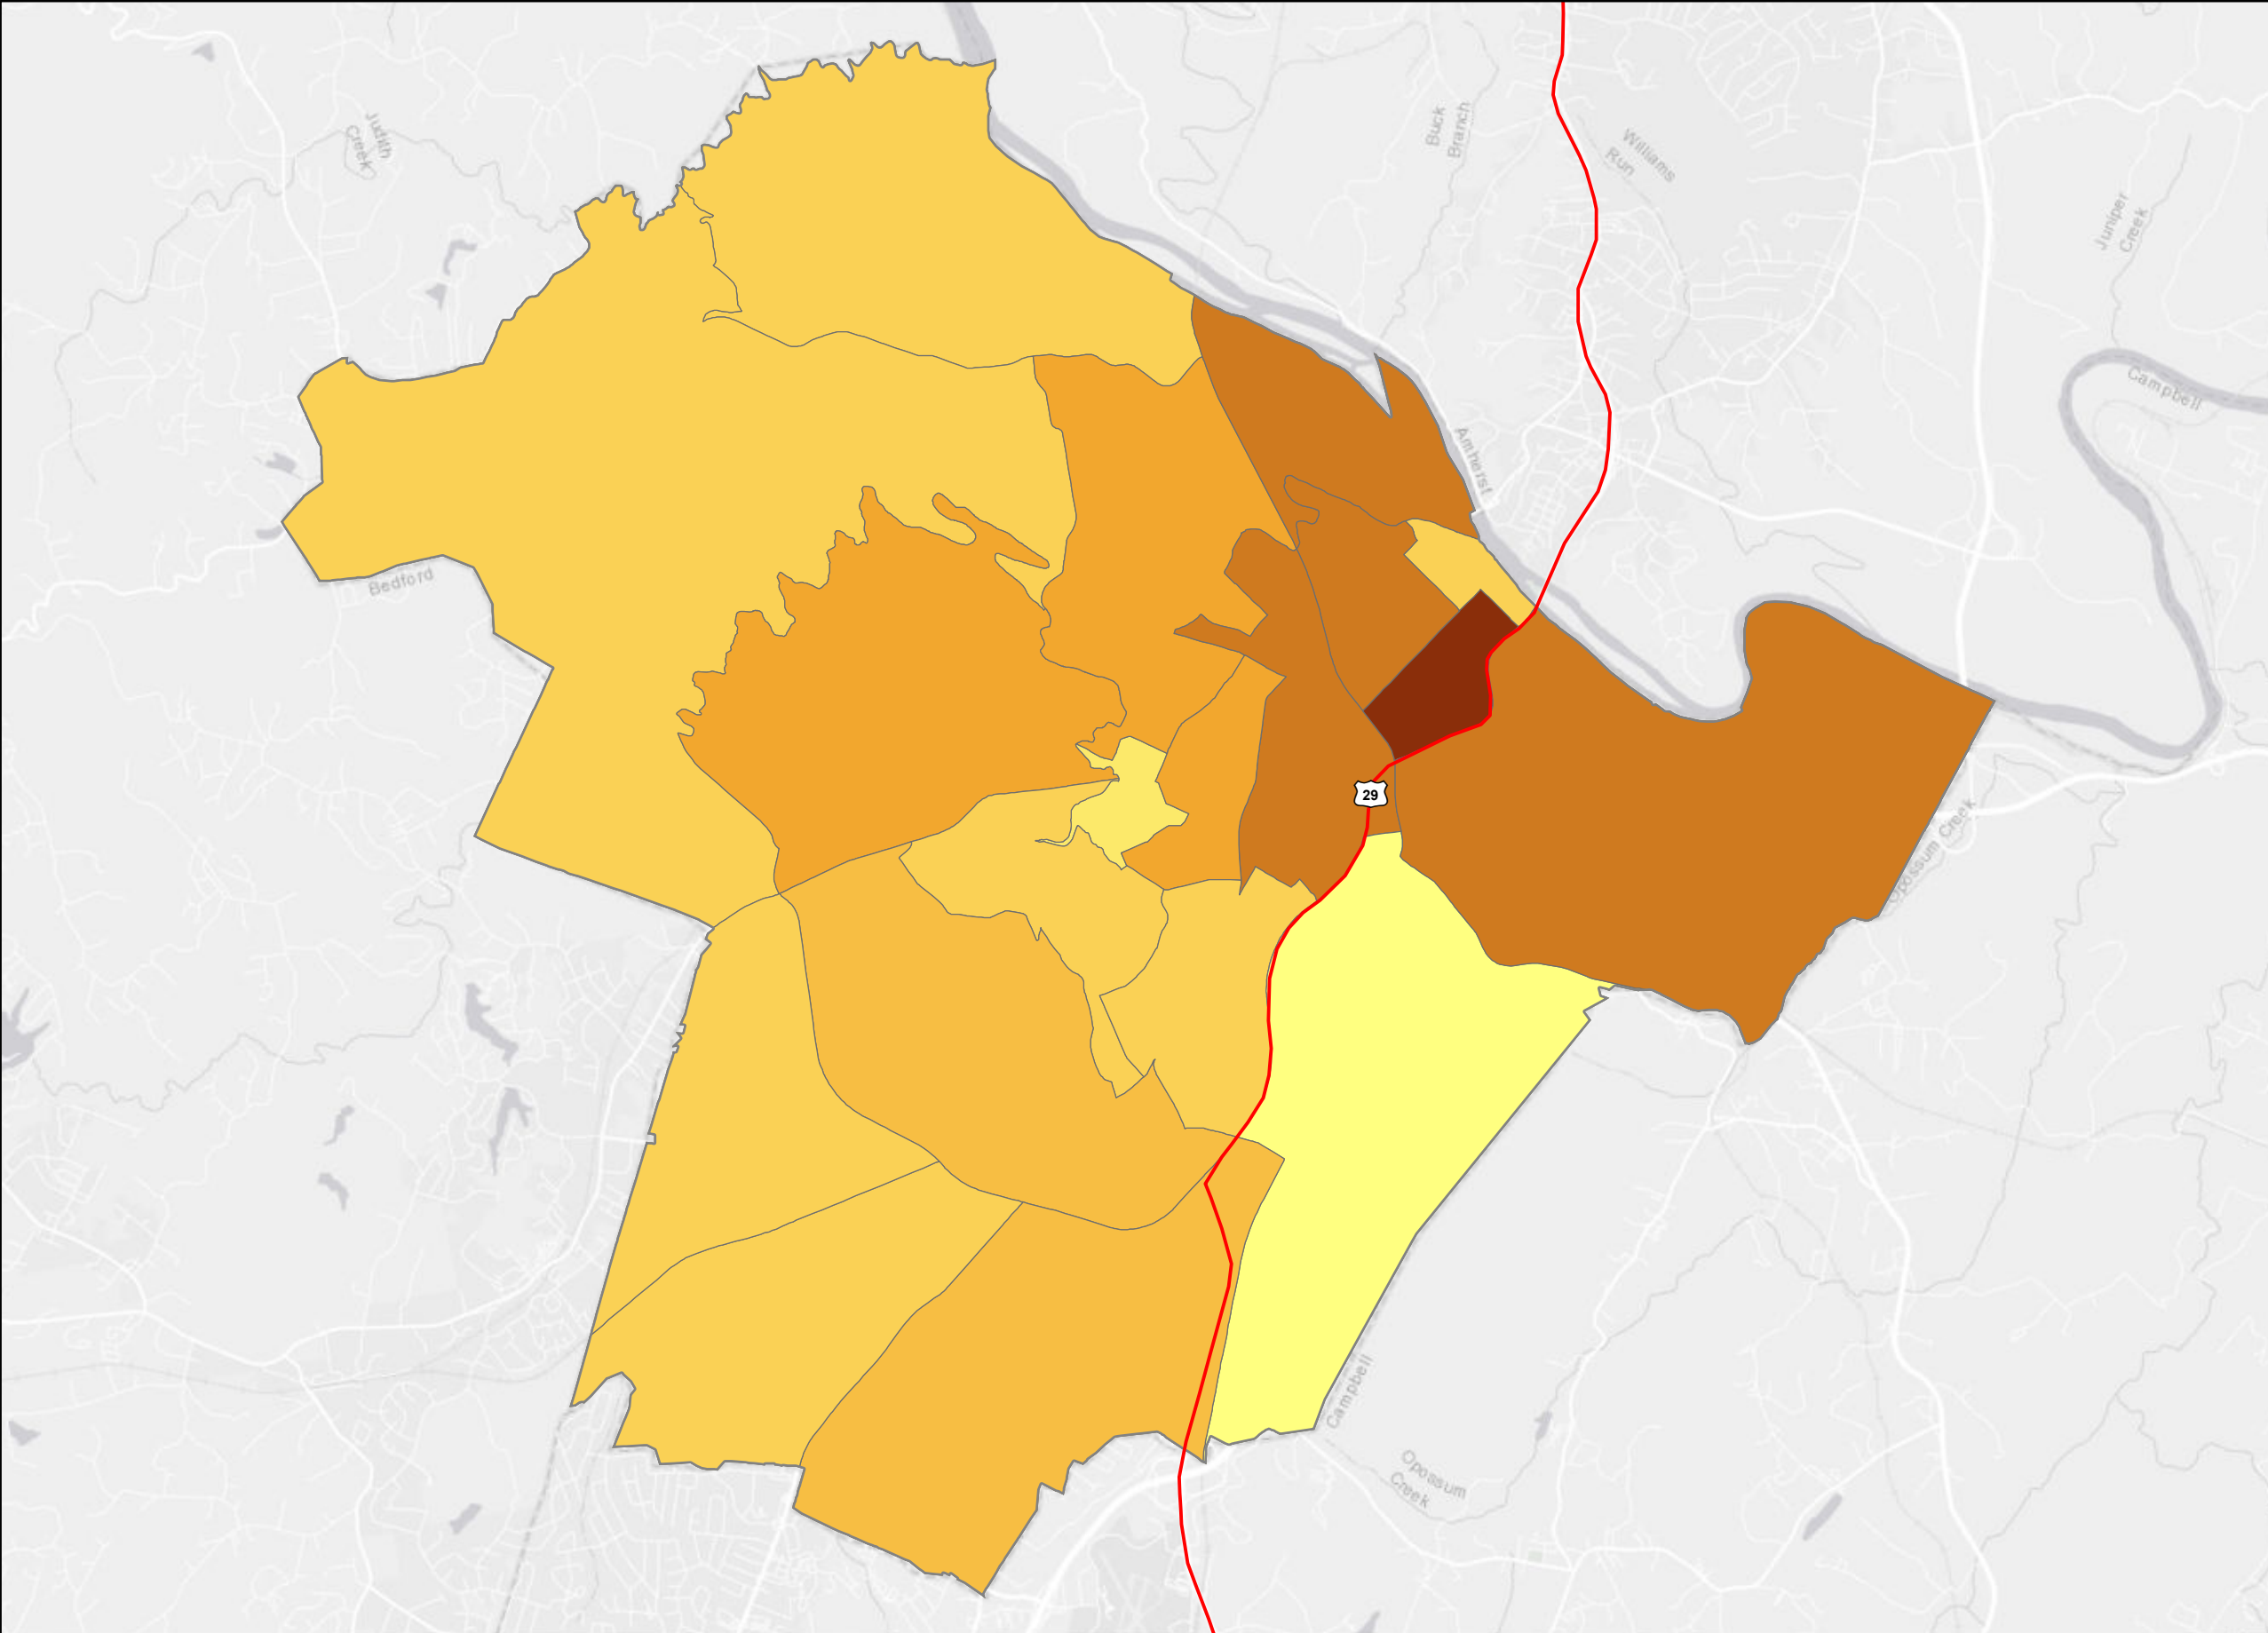 Judith
Creek
Buck
Branch
Williams
Run
Juniper
Creek
Campbell
Amherst
Bedford
29
Opossum Creek
Campbell
Opossum
Creek